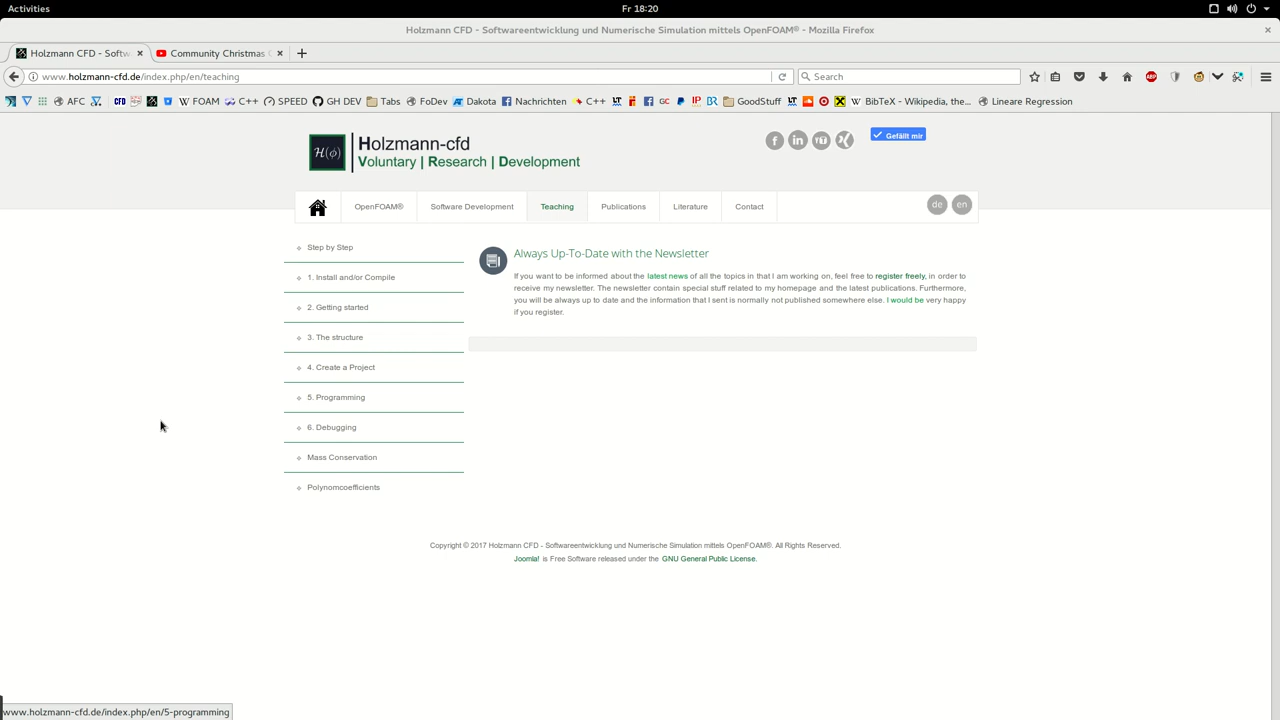 Activities
Fr 18:20
Holzmann CFD - Softwareentwicklung und Numerische Simulation mittels OpenFOAM® - Mozilla Firefox
Holzmann CFD - Softw
Community Christmas
www.holzmann-cfd.de/index.php/en/teaching
Search
AFC
CFD
FOAM
C++
SPEED
GH DEV
Tabs
FoDev
Dakota
Nachrichten
C++
GC
IP
GoodStuff
BibTeX - Wikipedia, the...
Lineare Regression
H(ϕ)
Holzmann-cfd
Voluntary | Research | Development
Gefällt mir
OpenFOAM®
Software Development
Teaching
Publications
Literature
Contact
de
en
Step by Step
1. Install and/or Compile
2. Getting started
3. The structure
4. Create a Project
5. Programming
6. Debugging
Mass Conservation
Polynomcoefficients
Always Up-To-Date with the Newsletter
If you want to be informed about the latest news of all the topics in that I am working on, feel free to register freely, in order to
receive my newsletter. The newsletter contain special stuff related to my homepage and the latest publications. Furthermore,
you will be always up to date and the information that I sent is normally not published somewhere else. I would be very happy
if you register.
Copyright © 2017 Holzmann CFD - Softwareentwicklung und Numerische Simulation mittels OpenFOAM®. All Rights Reserved.
Joomla! is Free Software released under the GNU General Public License.
www.holzmann-cfd.de/index.php/en/5-programming